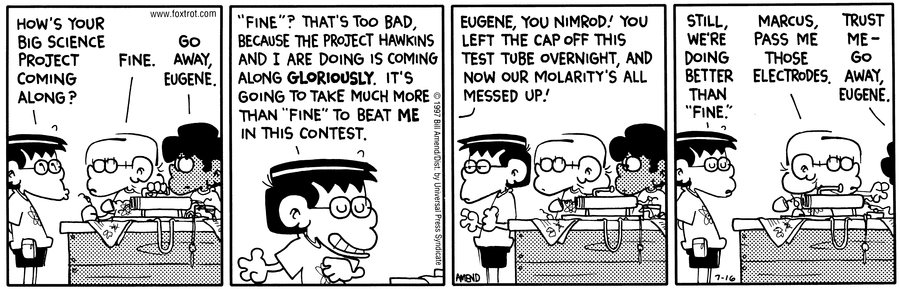 www.foxtrot.com
HOW'S YOUR
BIG SCIENCE
PROJECT
COMING
ALONG?
FINE.
GO
AWAY,
EUGENE.
"FINE"? THAT'S TOO BAD,
BECAUSE THE PROJECT HAWKINS
AND I ARE DOING IS COMING
ALONG GLORIOUSLY. IT'S
GOING TO TAKE MUCH MORE
THAN "FINE" TO BEAT ME
IN THIS CONTEST.
© 1997 Bill Amend/Dist. by Universal Press Syndicate
EUGENE, YOU NIMROD! YOU
LEFT THE CAP OFF THIS
TEST TUBE OVERNIGHT, AND
NOW OUR MOLARITY'S ALL
MESSED UP!
AMEND
STILL,
WE'RE
DOING
BETTER
THAN
"FINE."
MARCUS,
PASS ME
THOSE
ELECTRODES.
TRUST
ME–
GO
AWAY,
EUGENE.
7-16